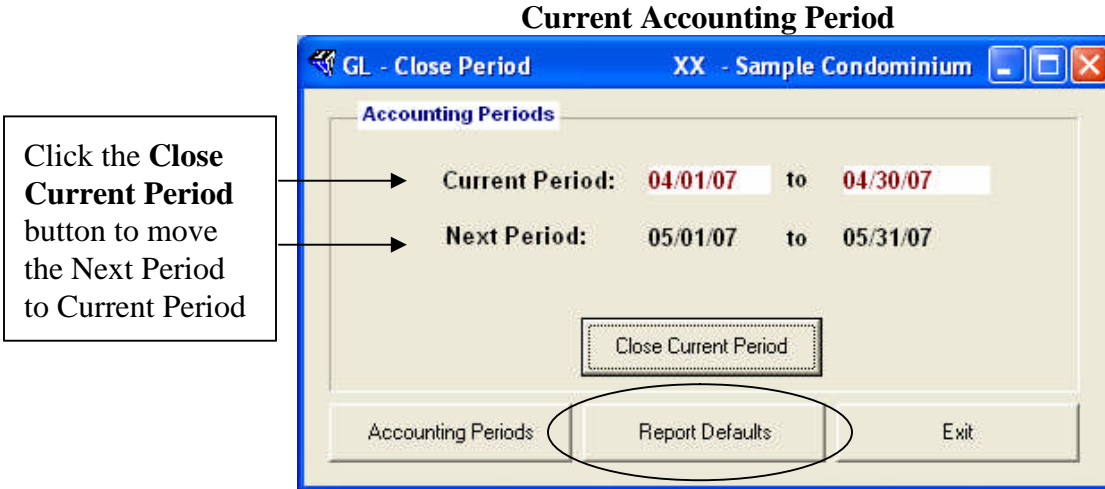 Current Accounting Period
GL - Close Period XX - Sample Condominium
Accounting Periods
Click the Close
Current Period
button to move
the Next Period
to Current Period
Current Period: 04/01/07 to 04/30/07
Next Period: 05/01/07 to 05/31/07
Close Current Period
Accounting Periods Report Defaults Exit